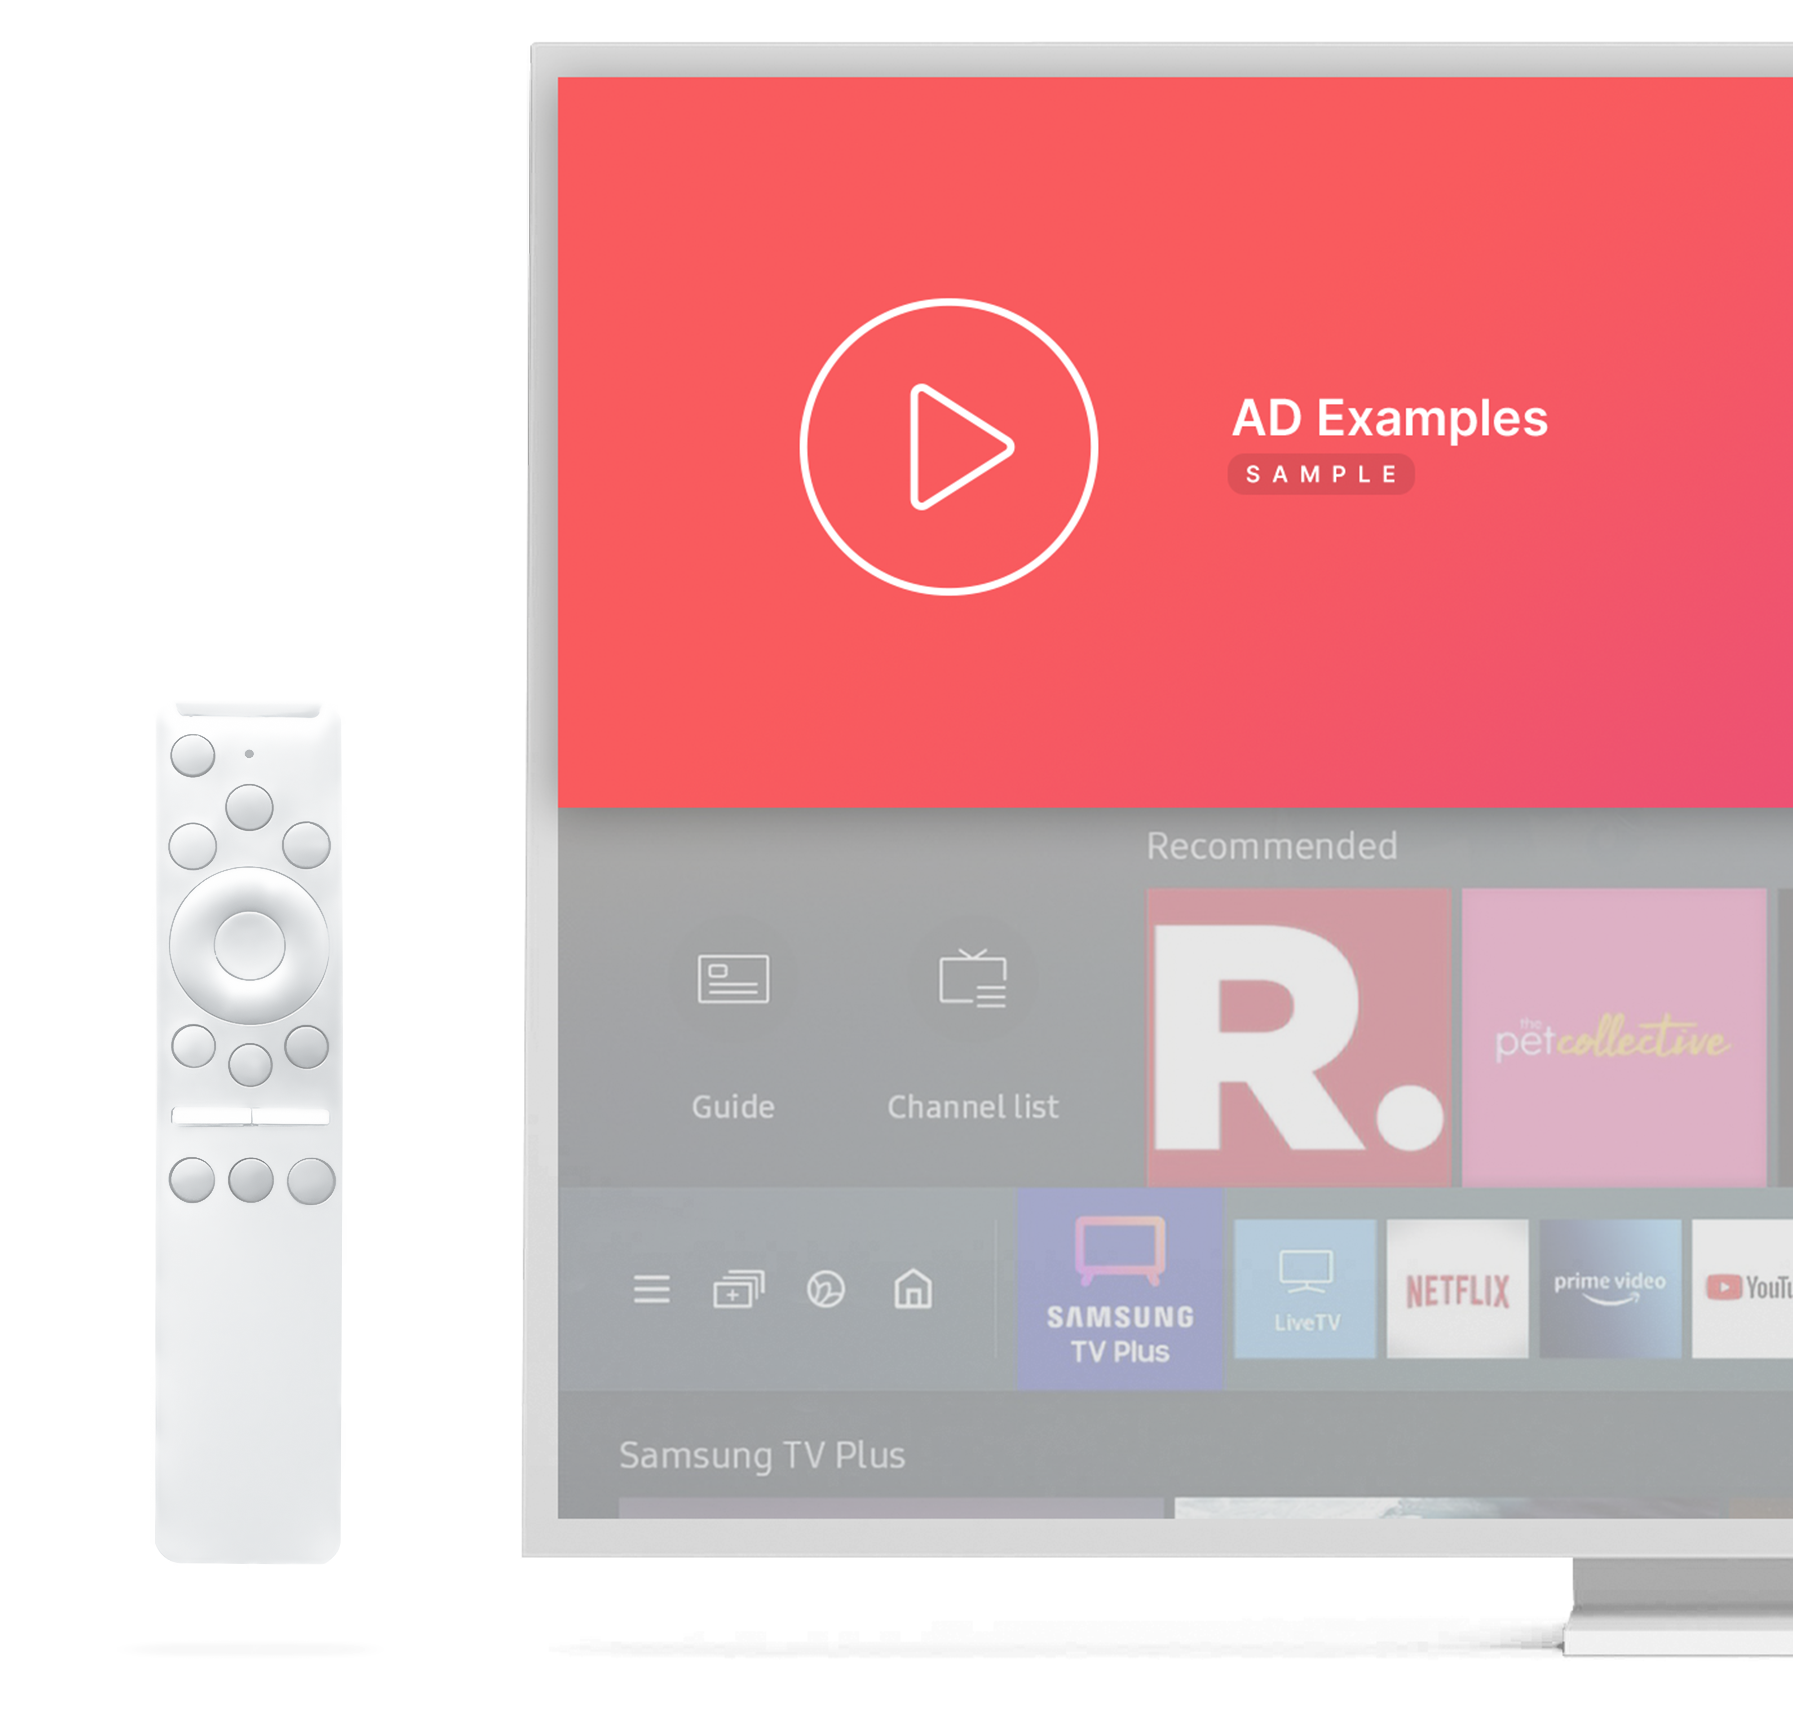 AD Examples
SAMPLE
Recommended
R.
the
petcollective
Guide
Channel list
SAMSUNG
TV Plus
LiveTV
NETFLIX
prime video
YouTu
Samsung TV Plus